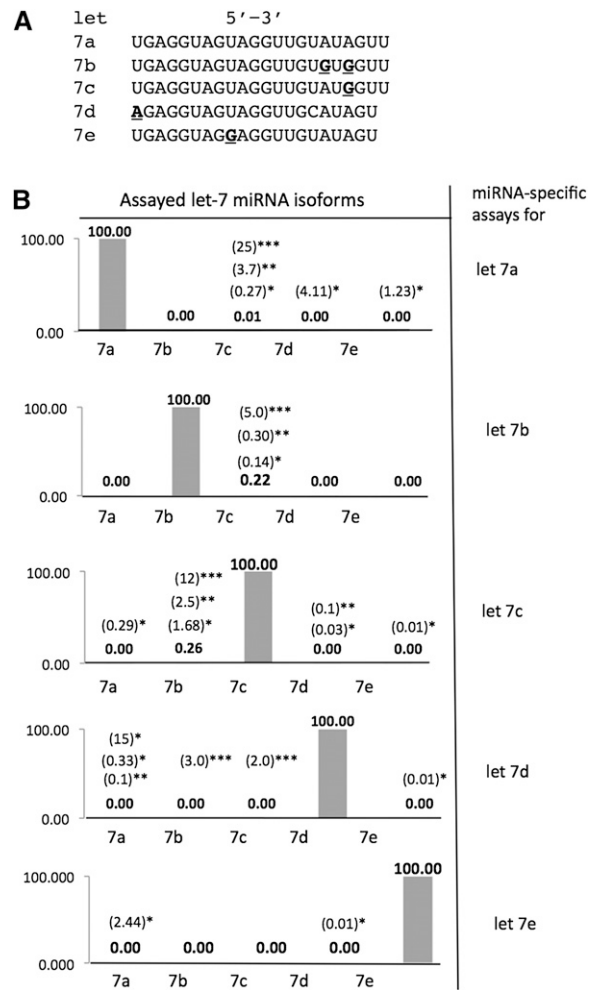 A
let 5′–3′
7a UGAGGUAGUAGGUUGUAUAGUU
7b UGAGGUAGUAGGUUGUGUGGUU
7c UGAGGUAGUAGGUUGUAUGGUU
7d AGAGGUAGUAGGUUGCAUAGU
7e UGAGGUAGGAGGUUGUAUAGU
B
Assayed let-7 miRNA isoforms
miRNA-specific
assays for
100.00
100.00
(25)***
(3.7)**
(0.27)* (4.11)* (1.23)*
0.00 0.01 0.00 0.00
0.00
7a 7b 7c 7d 7e
let 7a
100.00
100.00
(5.0)***
(0.30)**
(0.14)*
0.00 0.22 0.00 0.00
0.00
7a 7b 7c 7d 7e
let 7b
100.00
100.00
(12)***
(2.5)** (0.1)**
(0.29)* (1.68)* (0.03)* (0.01)*
0.00 0.26 0.00 0.00
0.00
7a 7b 7c 7d 7e
let 7c
100.00
100.00
(15)*
(0.33)* (3.0)*** (2.0)***
(0.1)** (0.01)*
0.00 0.00 0.00 0.00
0.00
7a 7b 7c 7d 7e
let 7d
100.00
100.000
(2.44)* (0.01)*
0.00 0.00 0.00 0.00
0.000
7a 7b 7c 7d 7e
let 7e